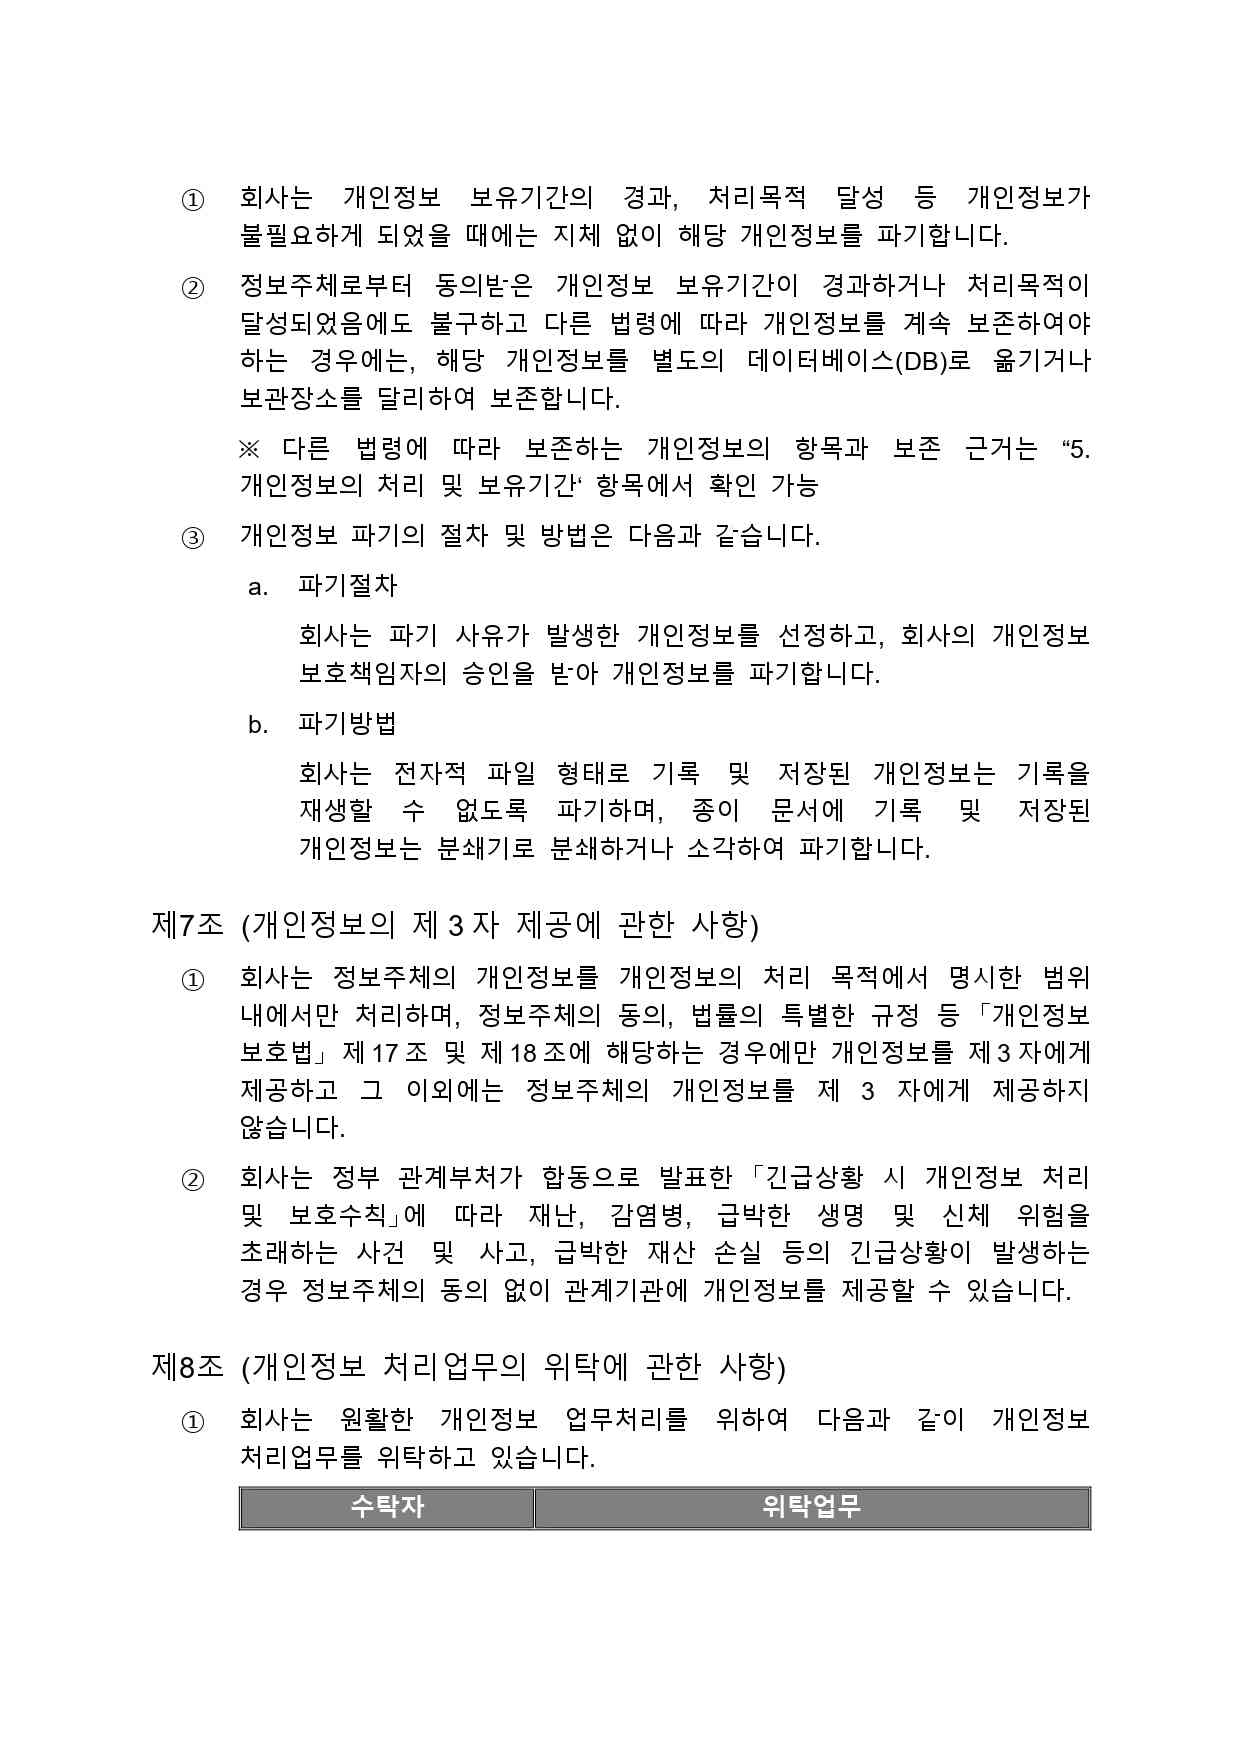 ① 회사는 개인정보 보유기간의 경과, 처리목적 달성 등 개인정보가
불필요하게 되었을 때에는 지체 없이 해당 개인정보를 파기합니다.
② 정보주체로부터 동의받은 개인정보 보유기간이 경과하거나 처리목적이
달성되었음에도 불구하고 다른 법령에 따라 개인정보를 계속 보존하여야
하는 경우에는, 해당 개인정보를 별도의 데이터베이스(DB)로 옮기거나
보관장소를 달리하여 보존합니다.
※ 다른 법령에 따라 보존하는 개인정보의 항목과 보존 근거는 “5.
개인정보의 처리 및 보유기간‘ 항목에서 확인 가능
③ 개인정보 파기의 절차 및 방법은 다음과 같습니다.
a. 파기절차
회사는 파기 사유가 발생한 개인정보를 선정하고, 회사의 개인정보
보호책임자의 승인을 받아 개인정보를 파기합니다.
b. 파기방법
회사는 전자적 파일 형태로 기록 및 저장된 개인정보는 기록을
재생할 수 없도록 파기하며, 종이 문서에 기록 및 저장된
개인정보는 분쇄기로 분쇄하거나 소각하여 파기합니다.
제7조 (개인정보의 제 3 자 제공에 관한 사항)
① 회사는 정보주체의 개인정보를 개인정보의 처리 목적에서 명시한 범위
내에서만 처리하며, 정보주체의 동의, 법률의 특별한 규정 등 「개인정보
보호법」 제 17 조 및 제 18 조에 해당하는 경우에만 개인정보를 제 3 자에게
제공하고 그 이외에는 정보주체의 개인정보를 제 3 자에게 제공하지
않습니다.
② 회사는 정부 관계부처가 합동으로 발표한 「긴급상황 시 개인정보 처리
및 보호수칙」에 따라 재난, 감염병, 급박한 생명 및 신체 위험을
초래하는 사건 및 사고, 급박한 재산 손실 등의 긴급상황이 발생하는
경우 정보주체의 동의 없이 관계기관에 개인정보를 제공할 수 있습니다.
제8조 (개인정보 처리업무의 위탁에 관한 사항)
① 회사는 원활한 개인정보 업무처리를 위하여 다음과 같이 개인정보
처리업무를 위탁하고 있습니다.
수탁자 위탁업무